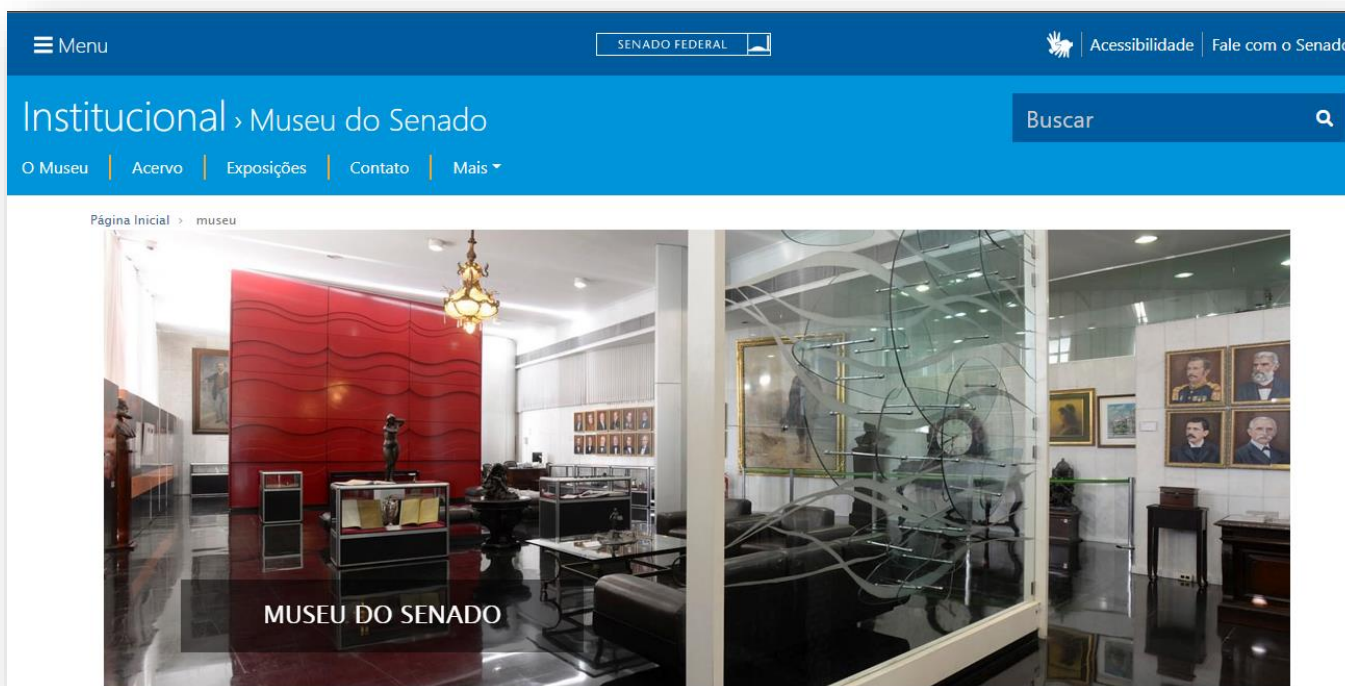 Menu
SENADO FEDERAL
Acessibilidade
Fale com o Senado
Institucional › Museu do Senado
Buscar
O Museu
Acervo
Exposições
Contato
Mais
Página Inicial › museu
MUSEU DO SENADO